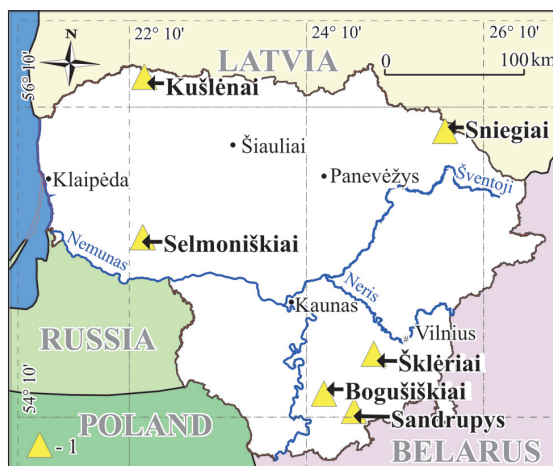 22° 10'
24° 10'
26° 10'
LATVIA
0
100 km
56° 10'
Kušlėnai
Sniegiai
Šiauliai
Klaipėda
Panevėžys
Šventoji
Selmoniškiai
Nemunas
Neris
Kaunas
RUSSIA
Vilnius
Šklėriai
54° 10'
Bogušiškiai
Sandrupys
POLAND
BELARUS
- 1